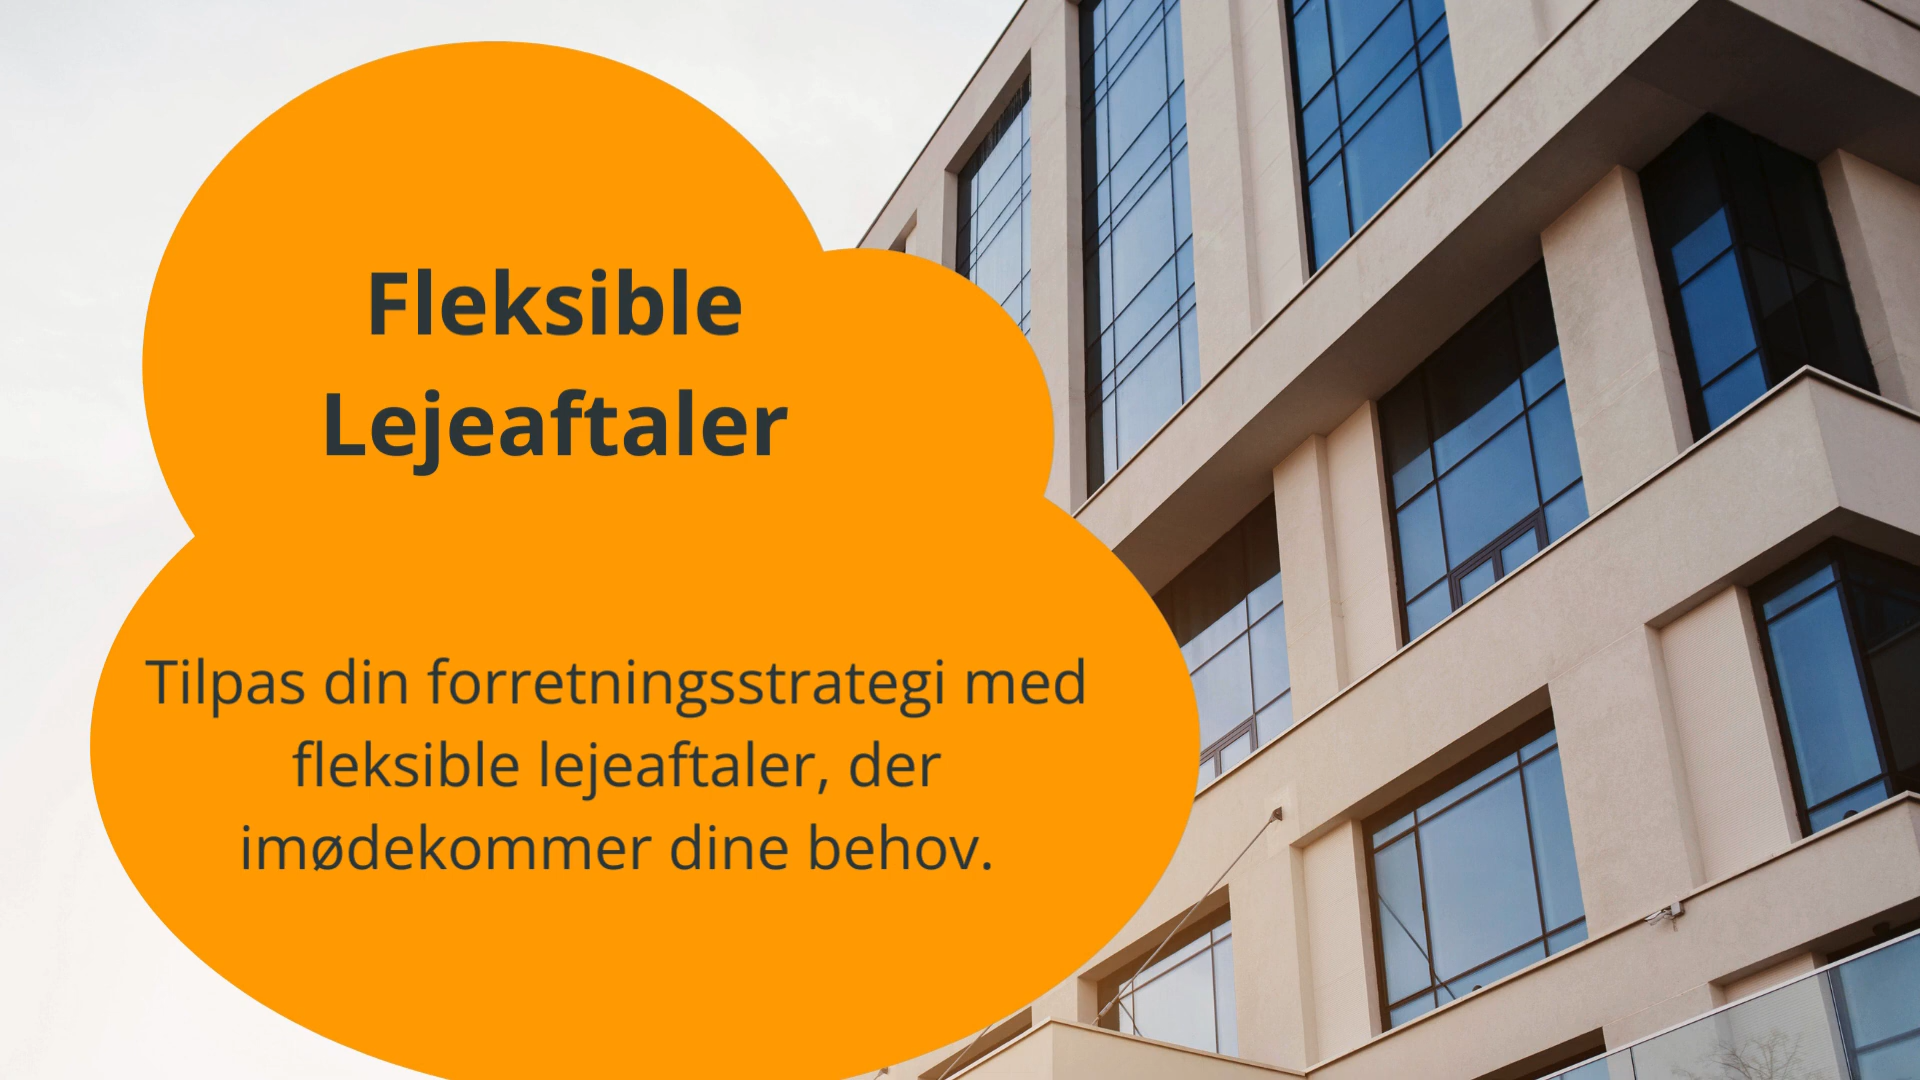 Fleksible
Lejeaftaler
Tilpas din forretningsstrategi med
fleksible lejeaftaler, der
imødekommer dine behov.